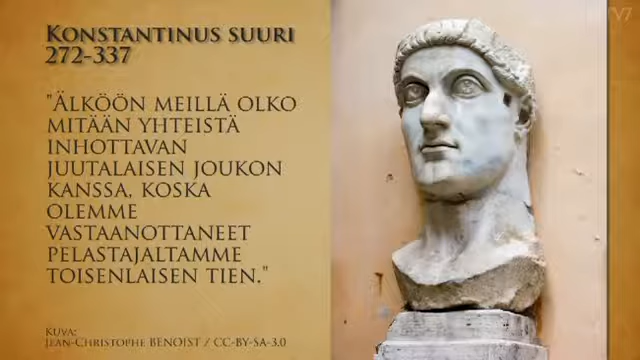 KONSTANTINUS SUURI
272-337
"ÄLKÖÖN MEILLÄ OLKO
MITÄÄN YHTEISTÄ
INHOTTAVAN
JUUTALAISEN JOUKON
KANSSA, KOSKA
OLEMME
VASTAANOTTANEET
PELASTAJALTAMME
TOISENLAISEN TIEN."
KUVA:
JEAN-CHRISTOPHE BENOIST / CC-BY-SA-3.0